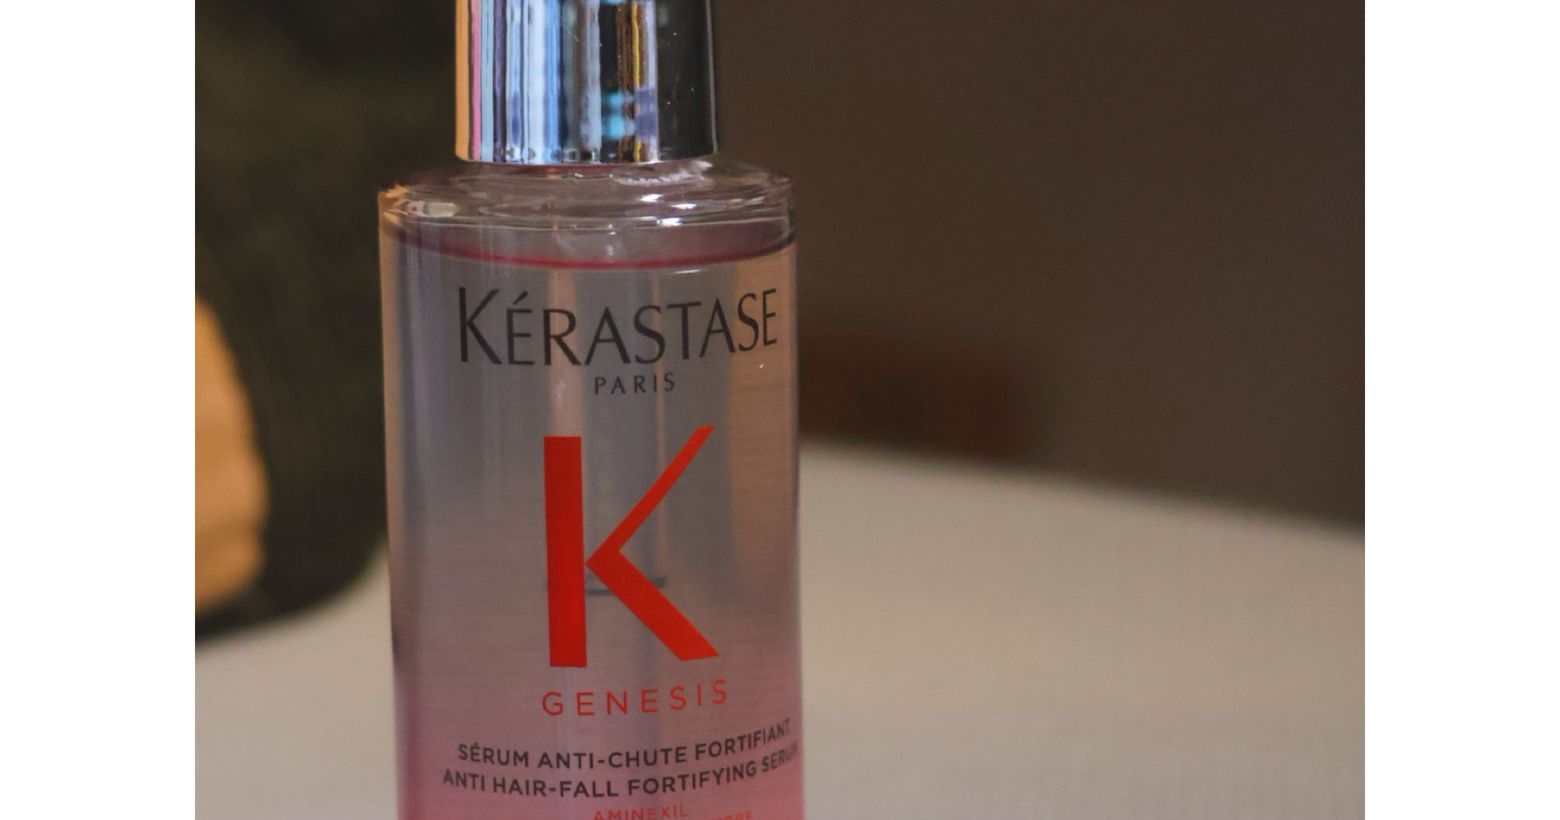 KÉRASTASE
PARIS
K
GENESIS
SÉRUM ANTI-CHUTE FORTIFIANT
ANTI HAIR-FALL FORTIFYING SERUM
AMINEXIL